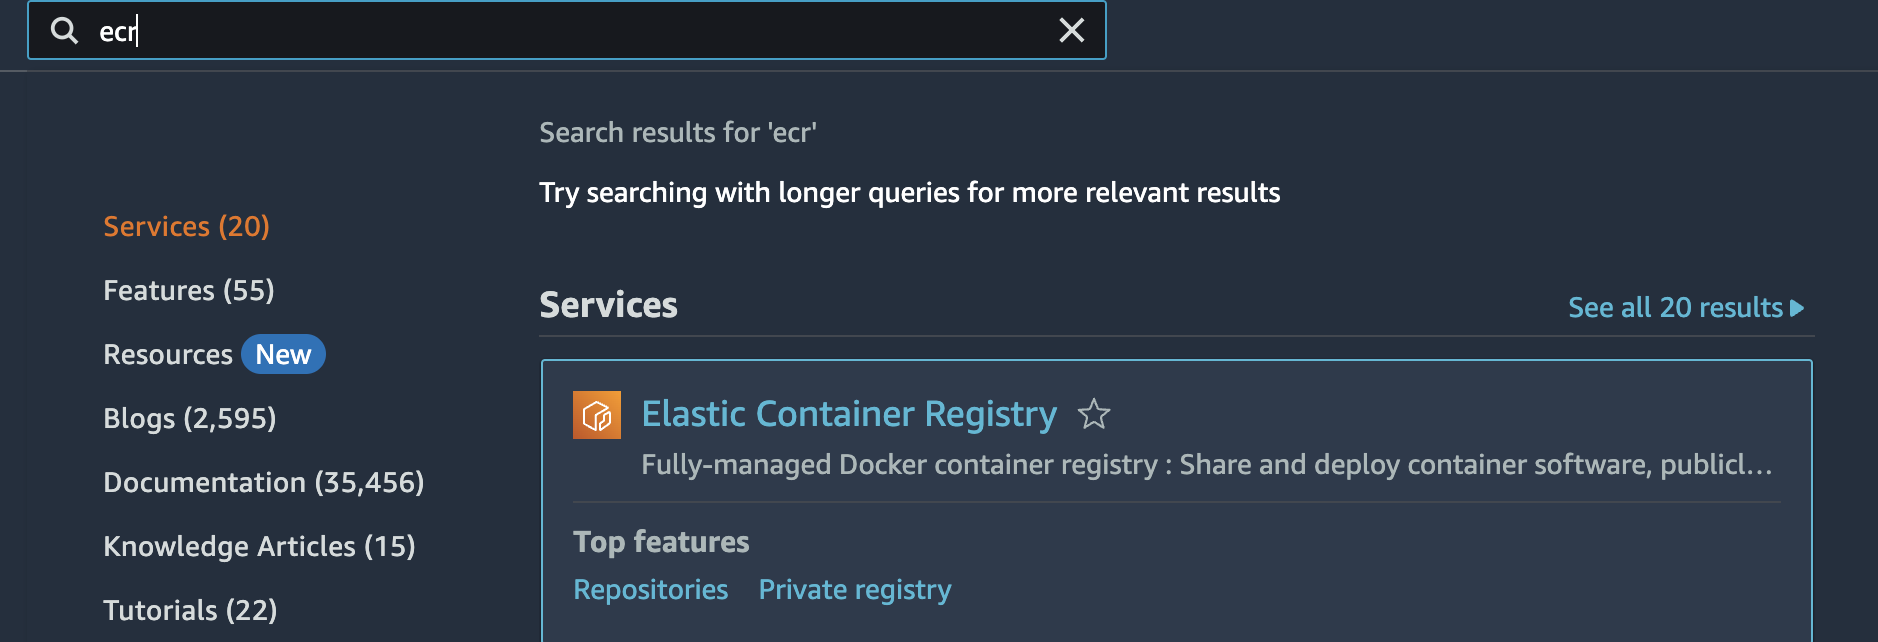 ecr
Search results for 'ecr'
Try searching with longer queries for more relevant results
Services (20)
Features (55)
Resources New
Blogs (2,595)
Documentation (35,456)
Knowledge Articles (15)
Tutorials (22)
Services
See all 20 results
Elastic Container Registry
Fully-managed Docker container registry : Share and deploy container software, publicl...
Top features
Repositories Private registry